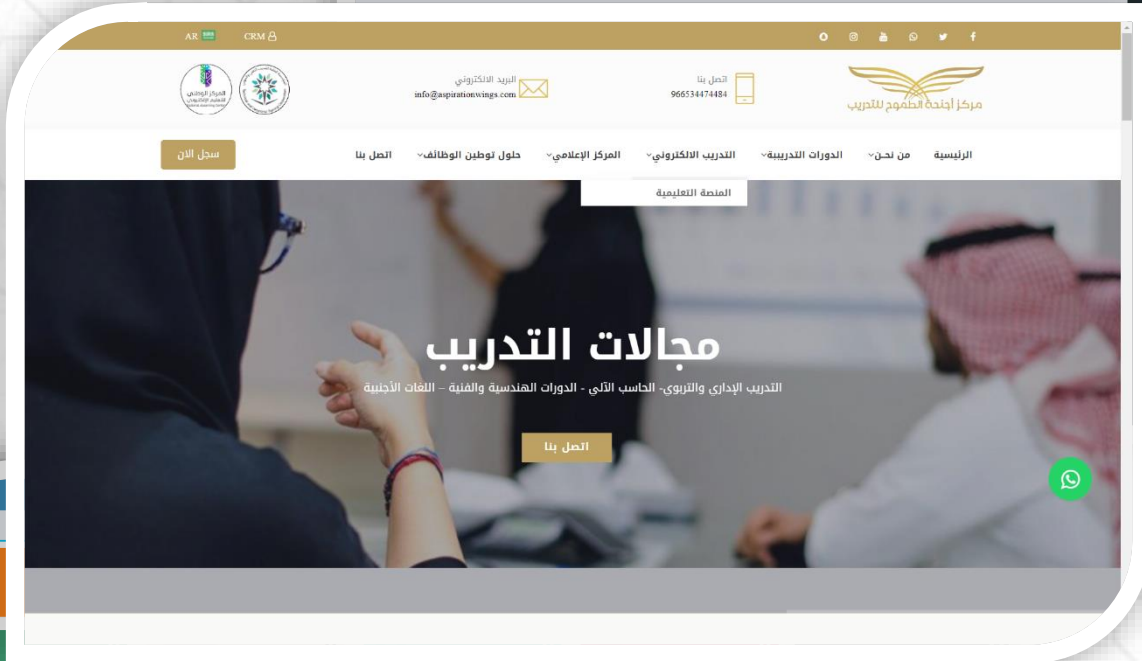 AR
CRM
مركز أجنحة الطموح للتدريب
اتصل بنا
966534474484
البريد الالكتروني
info@aspirationwings.com
الرئيسية
من نحـن
الدورات التدريبية
التدريب الالكتروني
المركز الإعلامي
حلول توطين الوظائف
اتصل بنا
سجل الان
المنصة التعليمية
مجالات التدريب
التدريب الإداري والتربوي- الحاسب الآلي - الدورات الهندسية والفنية – اللغات الأجنبية
اتصل بنا